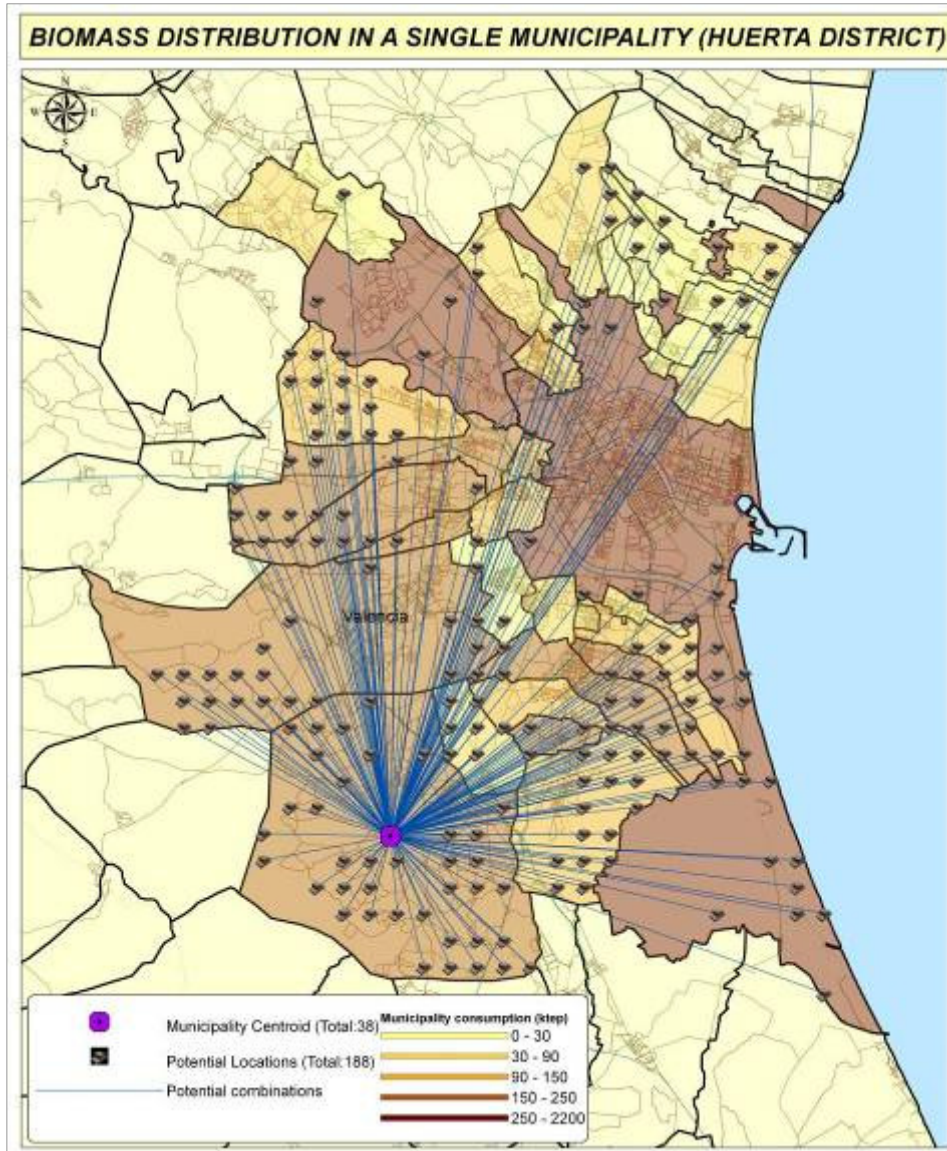 BIOMASS DISTRIBUTION IN A SINGLE MUNICIPALITY (HUERTA DISTRICT)
N
W E
S
Valencia
Municipality Centroid (Total:38)
Potential Locations (Total:188)
Potential combinations
Municipality consumption (ktep)
0 - 30
30 - 90
90 - 150
150 - 250
250 - 2200